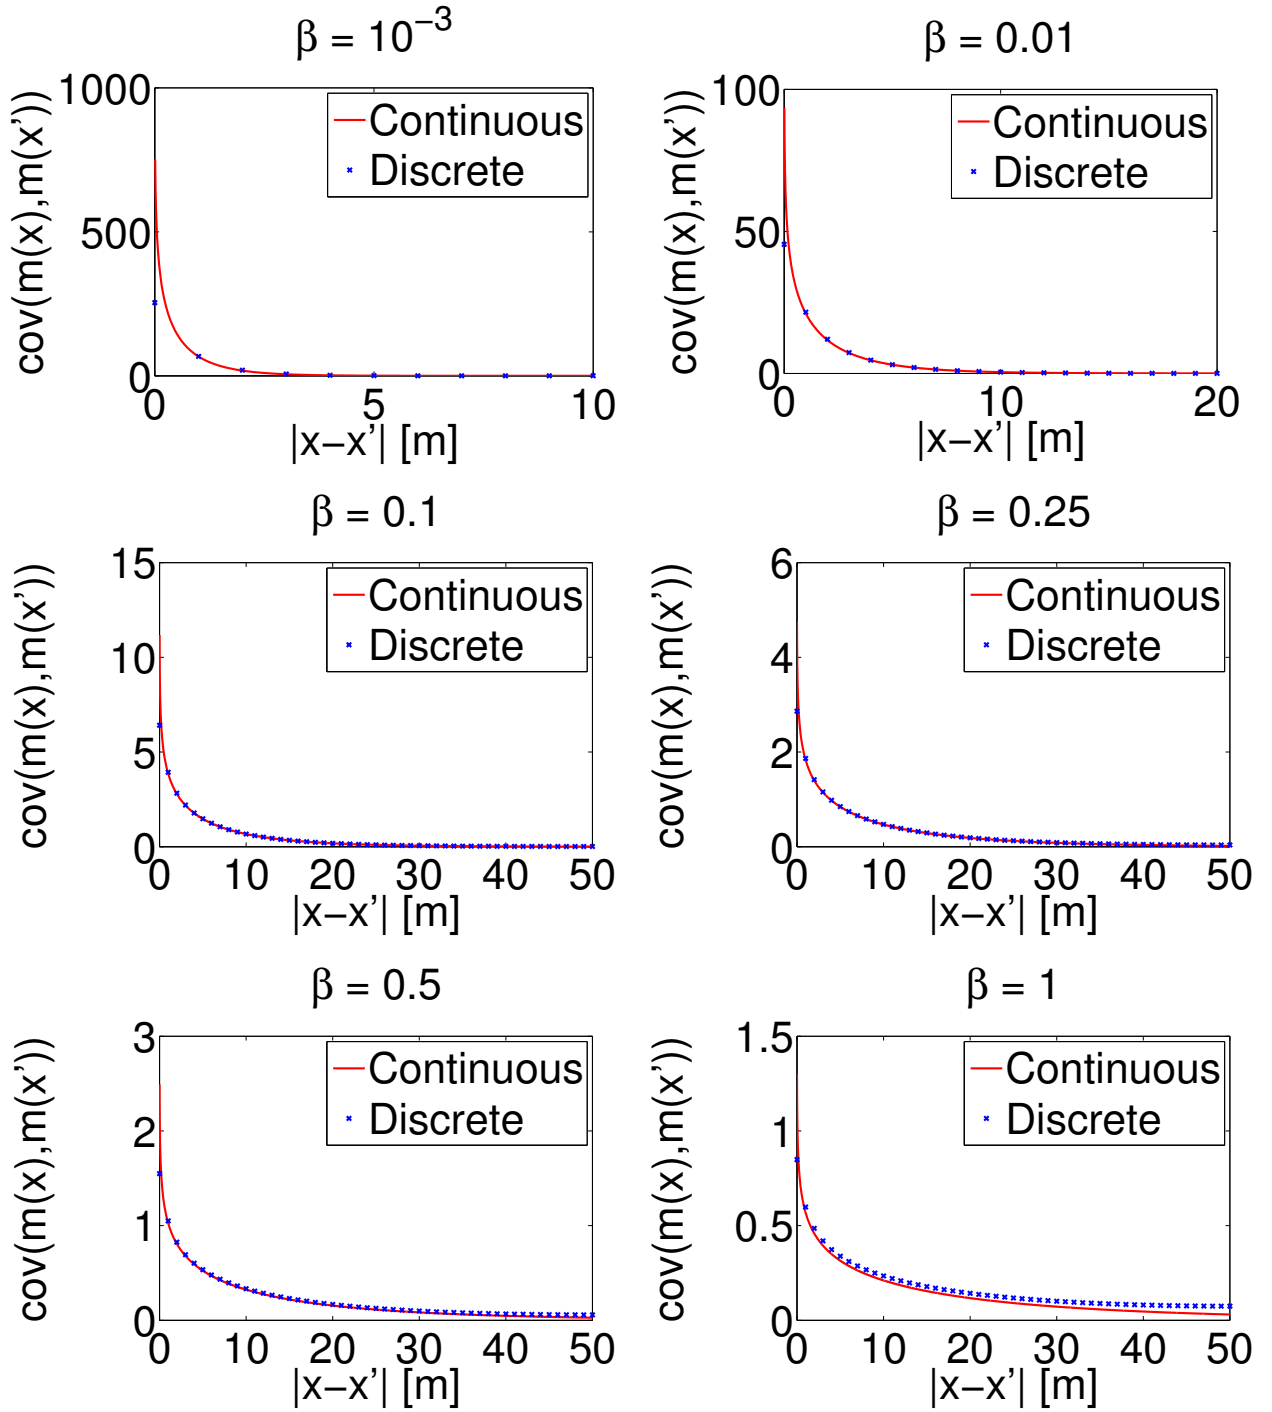 β = 10⁻³
cov(m(x),m(x'))
1000
500
0
Continuous
Discrete
0 5 10
|x−x'| [m]
β = 0.01
cov(m(x),m(x'))
100
50
0
Continuous
Discrete
0 10 20
|x−x'| [m]
β = 0.1
cov(m(x),m(x'))
15
10
5
0
Continuous
Discrete
0 10 20 30 40 50
|x−x'| [m]
β = 0.25
cov(m(x),m(x'))
6
4
2
0
Continuous
Discrete
0 10 20 30 40 50
|x−x'| [m]
β = 0.5
cov(m(x),m(x'))
3
2
1
0
Continuous
Discrete
0 10 20 30 40 50
|x−x'| [m]
β = 1
cov(m(x),m(x'))
1.5
1
0.5
0
Continuous
Discrete
0 10 20 30 40 50
|x−x'| [m]